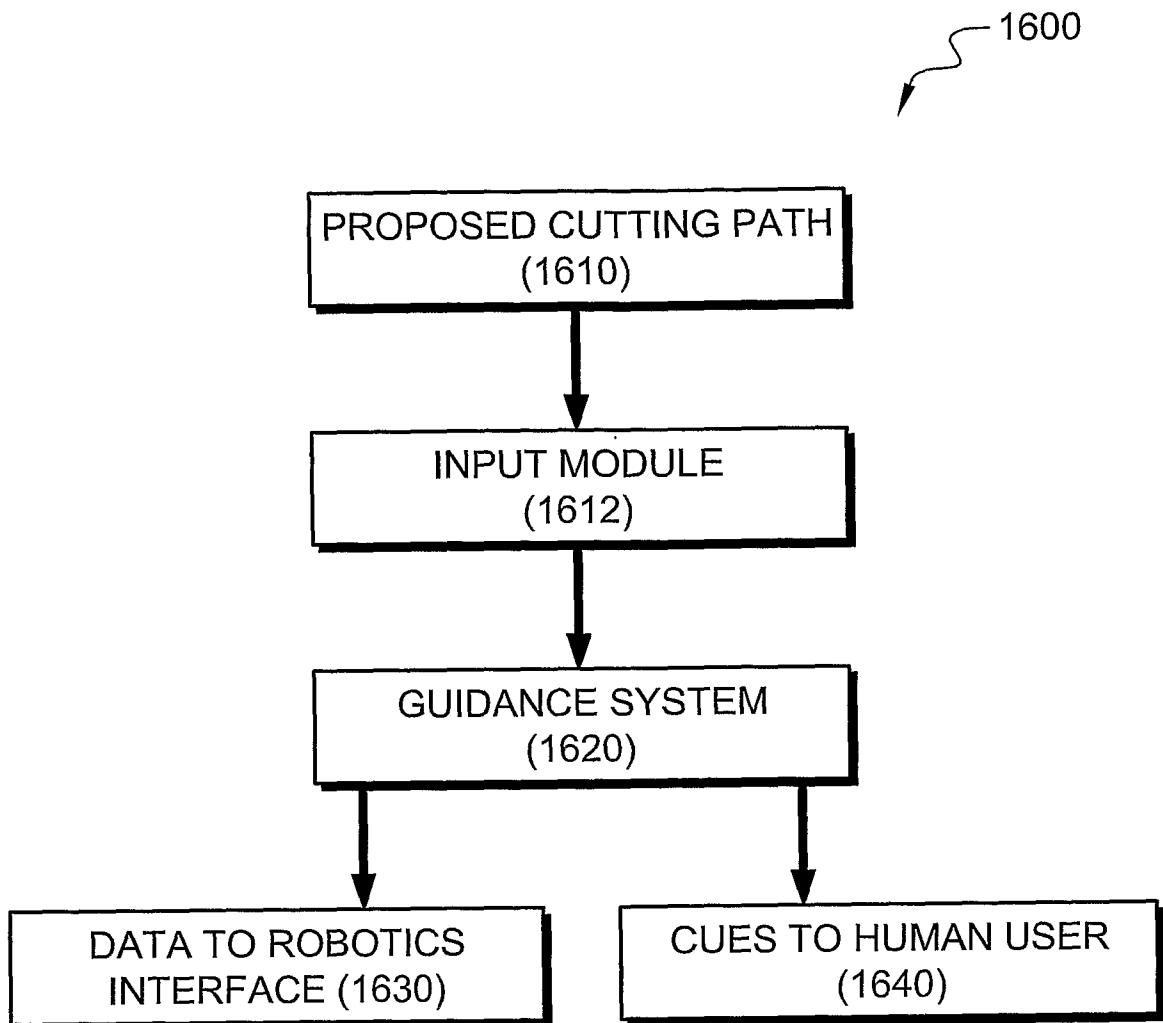 1600
PROPOSED CUTTING PATH
(1610)
INPUT MODULE
(1612)
GUIDANCE SYSTEM
(1620)
DATA TO ROBOTICS
INTERFACE (1630)
CUES TO HUMAN USER
(1640)